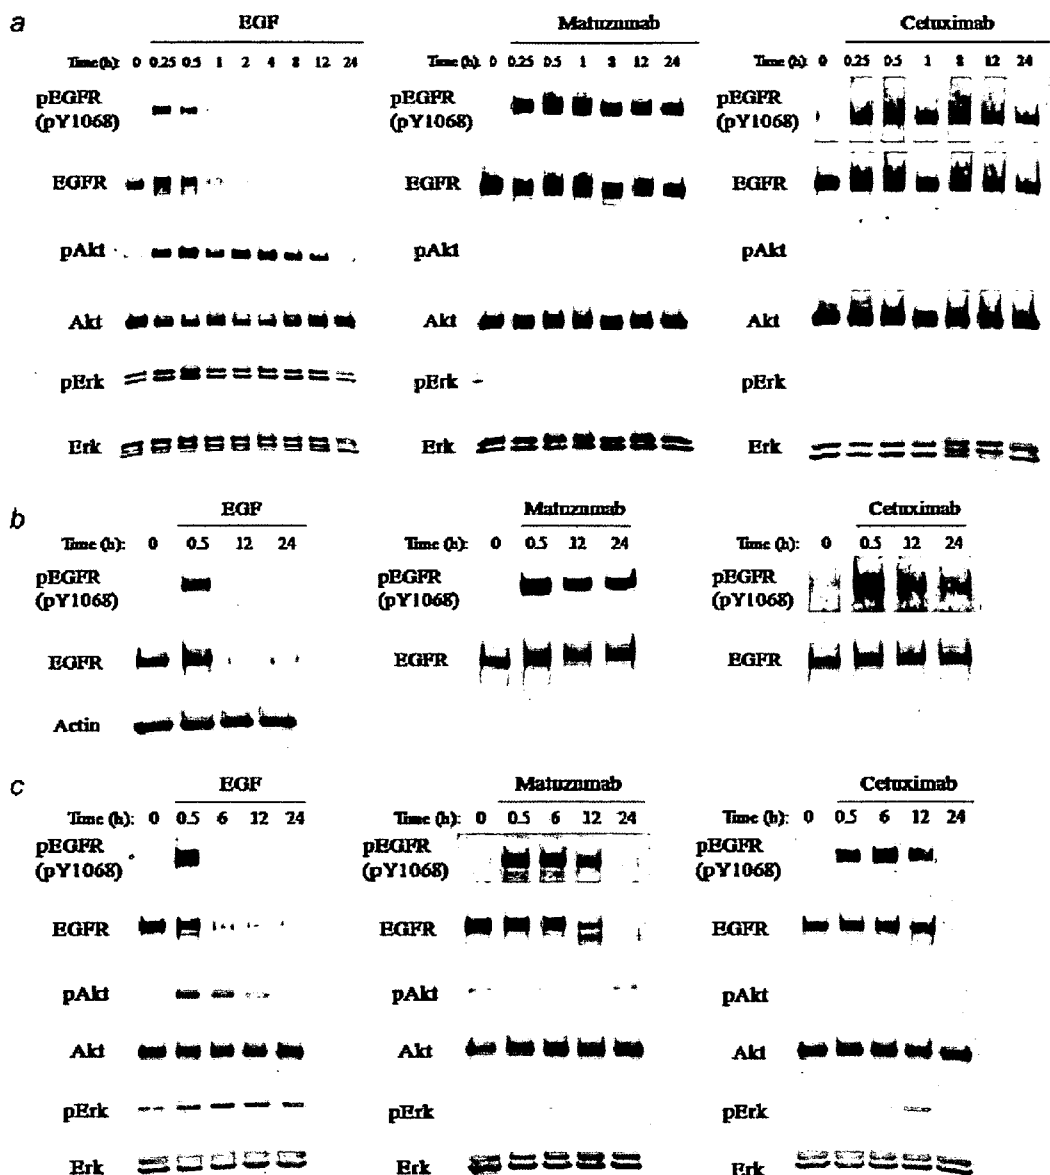 a
EGF Matuzumab Cetuximab
Time (h): 0 0.25 0.5 1 2 4 8 12 24 Time (h): 0 0.25 0.5 1 8 12 24 Time (h): 0 0.25 0.5 1 8 12 24
pEGFR pEGFR pEGFR
(pY1068) (pY1068) (pY1068)
EGFR EGFR EGFR
pAkt pAkt pAkt
Akt Akt Akt
pErk pErk pErk
Erk Erk Erk
b
EGF Matuzumab Cetuximab
Time (h): 0 0.5 12 24 Time (h): 0 0.5 12 24 Time (h): 0 0.5 12 24
pEGFR pEGFR pEGFR
(pY1068) (pY1068) (pY1068)
EGFR EGFR EGFR
Actin
c
EGF Matuzumab Cetuximab
Time (h): 0 0.5 6 12 24 Time (h): 0 0.5 6 12 24 Time (h): 0 0.5 6 12 24
pEGFR pEGFR pEGFR
(pY1068) (pY1068) (pY1068)
EGFR EGFR EGFR
pAkt pAkt pAkt
Akt Akt Akt
pErk pErk pErk
Erk Erk Erk